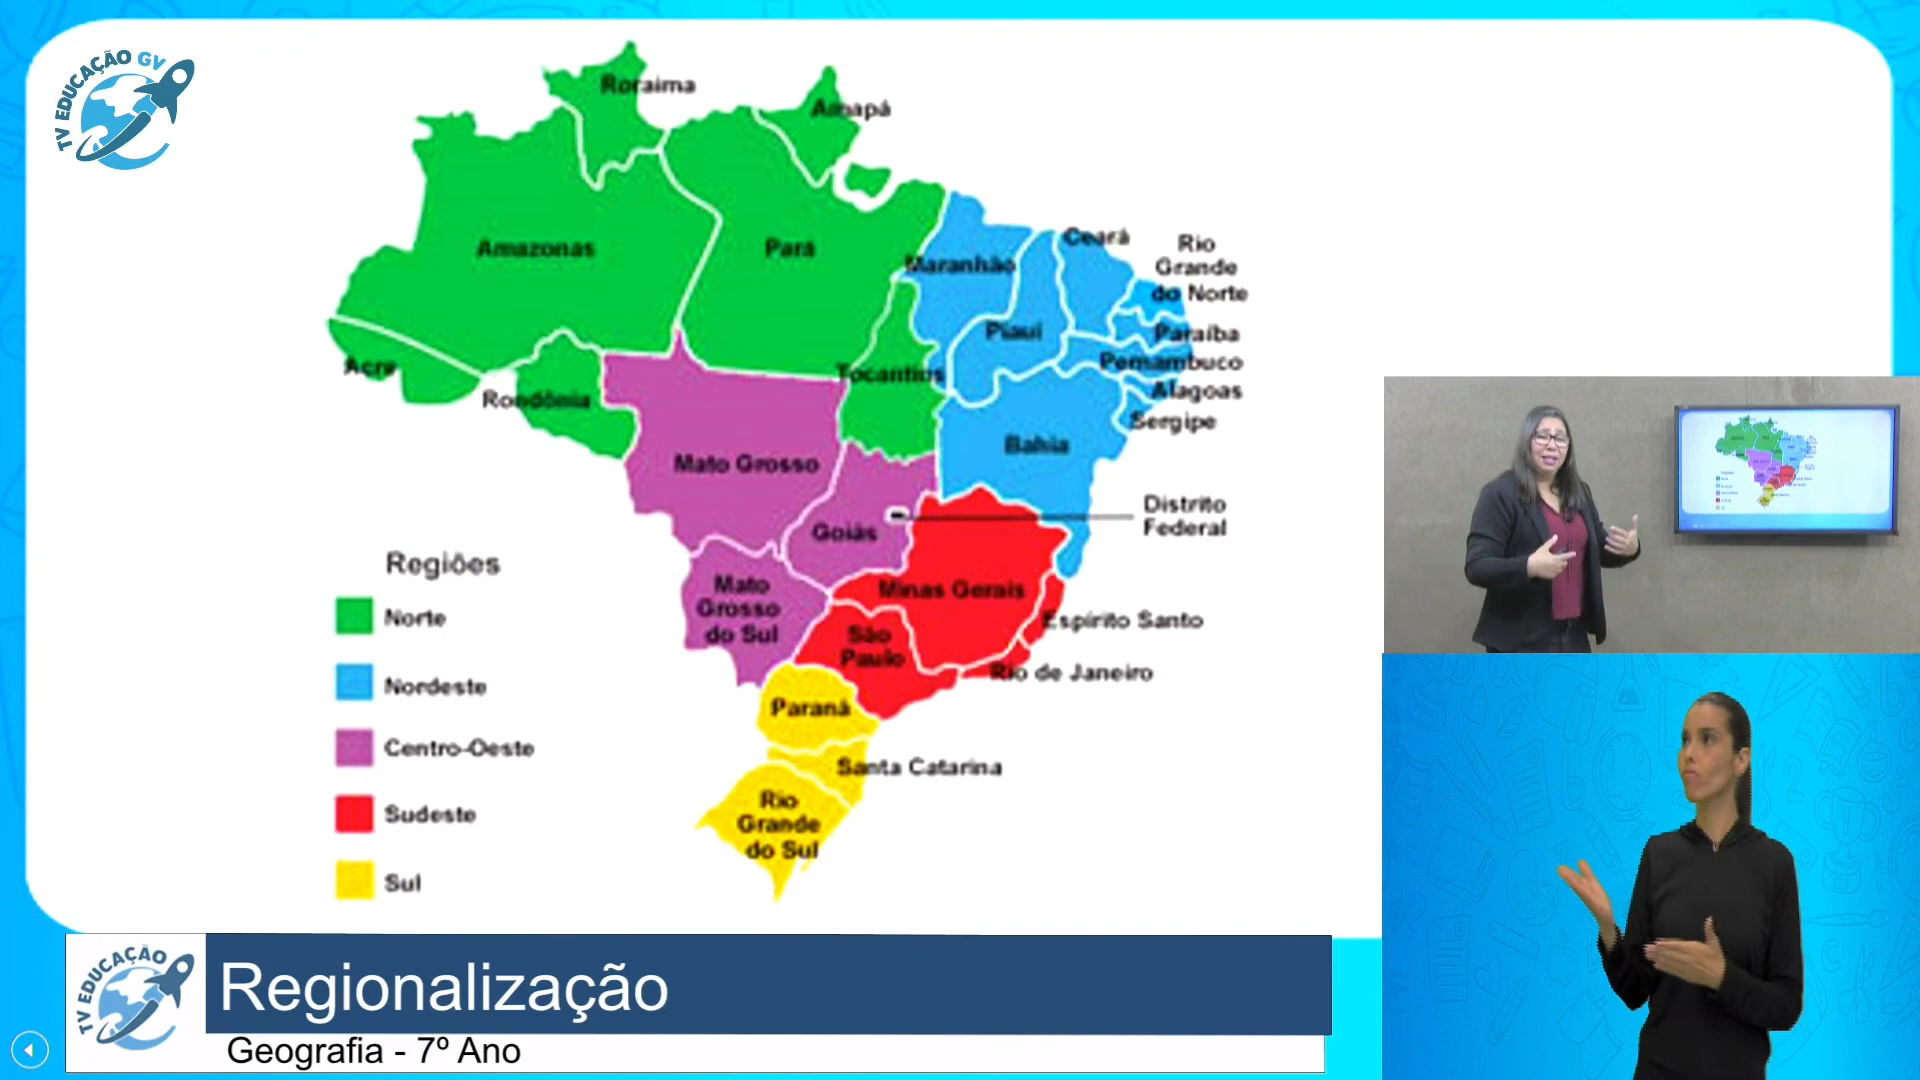 TV EDUCAÇÃO GV
Roraima
Amapá
Amazonas
Pará
Maranhão
Ceará
Rio
Grande
do Norte
Piauí
Paraíba
Pernambuco
Alagoas
Sergipe
Acre
Rondônia
Tocantins
Bahia
Mato Grosso
Distrito
Federal
Goiás
Mato
Grosso
do Sul
Minas Gerais
Espírito Santo
São
Paulo
Rio de Janeiro
Paraná
Santa Catarina
Rio
Grande
do Sul
Regiões
Norte
Nordeste
Centro-Oeste
Sudeste
Sul
TV EDUCAÇÃO
Regionalização
Geografia - 7º Ano